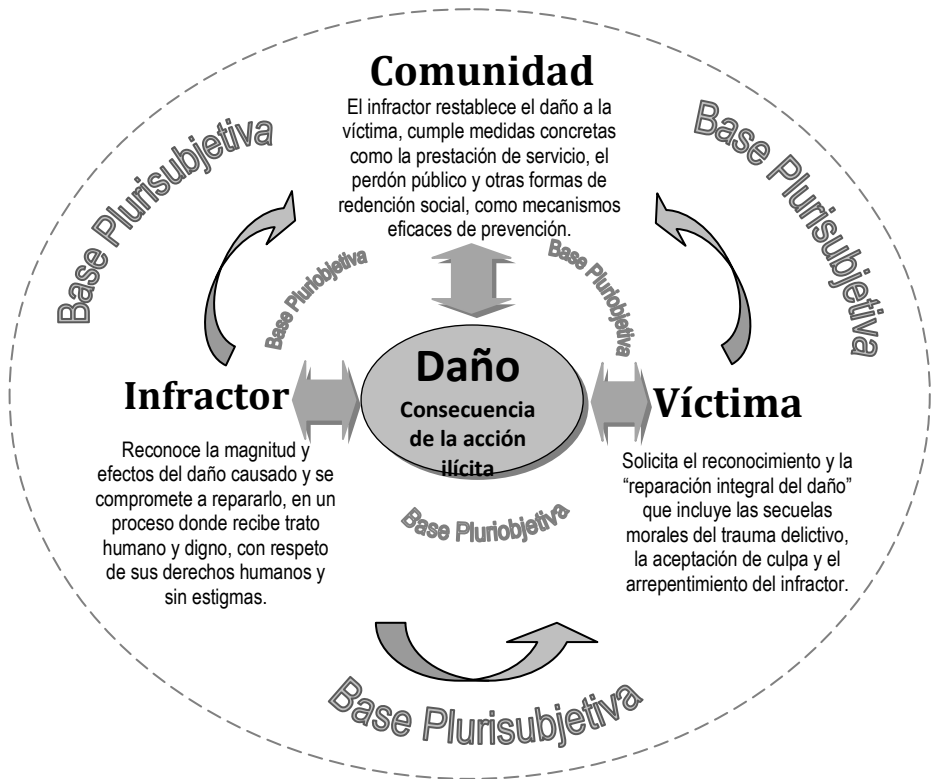 Comunidad
El infractor restablece el daño a la
víctima, cumple medidas concretas
como la prestación de servicio, el
perdón público y otras formas de
redención social, como mecanismos
eficaces de prevención.
Base Plurisubjetiva
Base Plurisubjetiva
Base Pluriobjetiva
Base Pluriobjetiva
Daño
Consecuencia
de la acción
ilícita
Infractor
Reconoce la magnitud y
efectos del daño causado y se
compromete a repararlo, en un
proceso donde recibe trato
humano y digno, con respeto
de sus derechos humanos y
sin estigmas.
Víctima
Solicita el reconocimiento y la
“reparación integral del daño”
que incluye las secuelas
morales del trauma delictivo,
la aceptación de culpa y el
arrepentimiento del infractor.
Base Pluriobjetiva
Base Plurisubjetiva